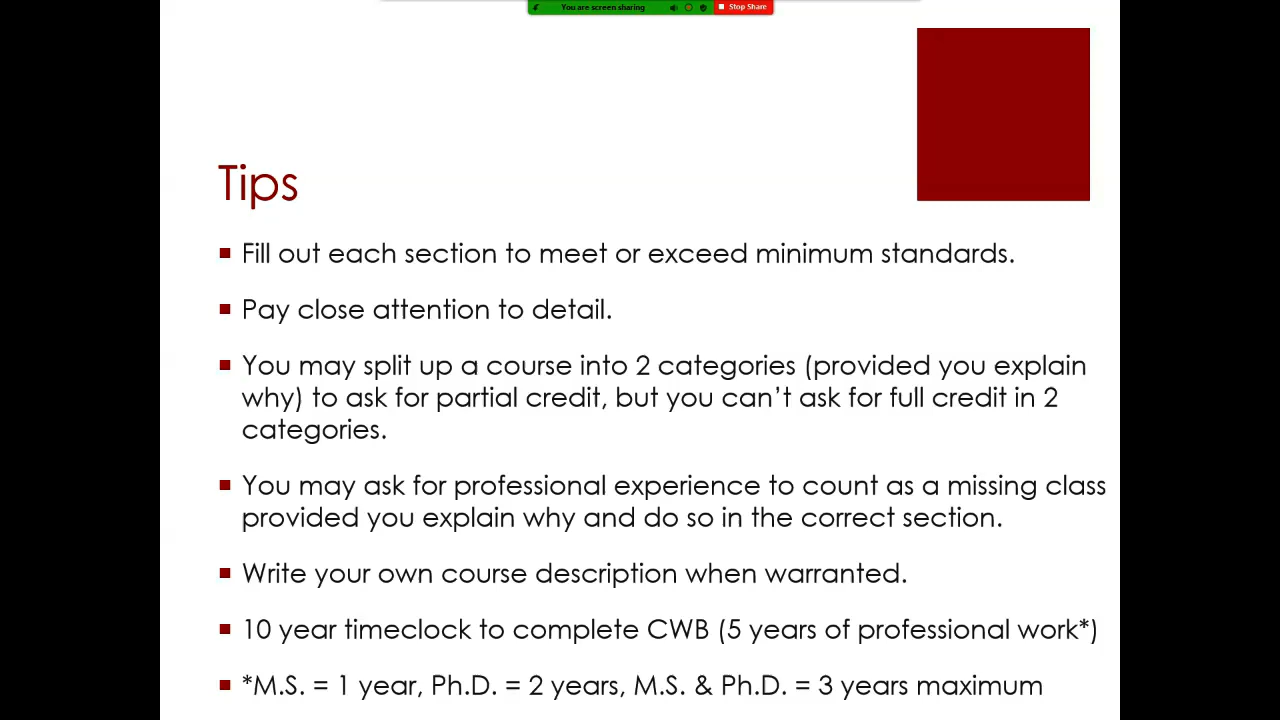 You are screen sharing
Stop Share
Tips
Fill out each section to meet or exceed minimum standards.
Pay close attention to detail.
You may split up a course into 2 categories (provided you explain
why) to ask for partial credit, but you can’t ask for full credit in 2
categories.
You may ask for professional experience to count as a missing class
provided you explain why and do so in the correct section.
Write your own course description when warranted.
10 year timeclock to complete CWB (5 years of professional work*)
*M.S. = 1 year, Ph.D. = 2 years, M.S. & Ph.D. = 3 years maximum